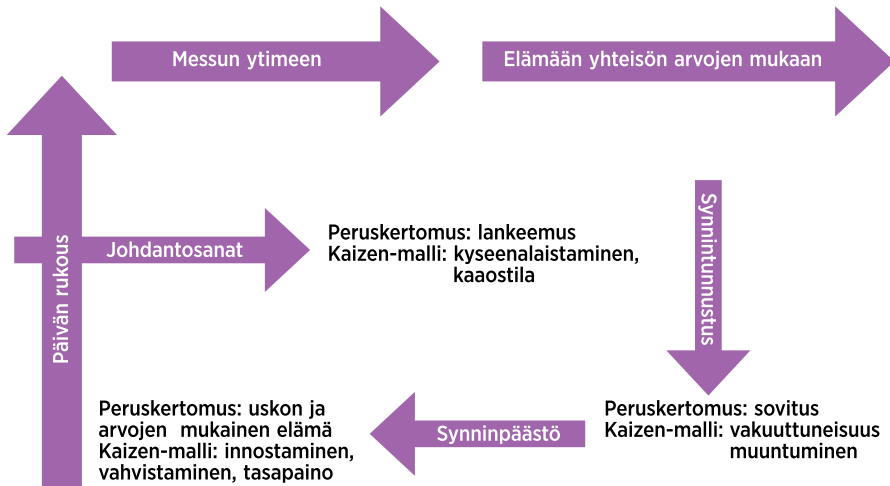 Messun ytimeen
Elämään yhteisön arvojen mukaan
Päivän rukous
Johdantosanat
Peruskertomus: lankeemus
Kaizen-malli: kyseenalaistaminen,
kaaostila
Synnintunnustus
Peruskertomus: sovitus
Kaizen-malli: vakuuttuneisuus
muuntuminen
Synninpäästö
Peruskertomus: uskon ja
arvojen mukainen elämä
Kaizen-malli: innostaminen,
vahvistaminen, tasapaino